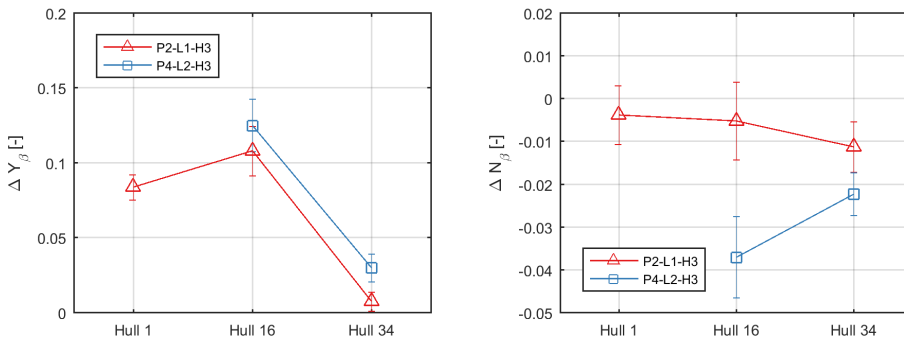 0.2
0.15
0.1
0.05
0
Δ Y_β [-]
P2-L1-H3
P4-L2-H3
Hull 1 Hull 16 Hull 34
0.02
0.01
0
-0.01
-0.02
-0.03
-0.04
-0.05
Δ N_β [-]
P2-L1-H3
P4-L2-H3
Hull 1 Hull 16 Hull 34